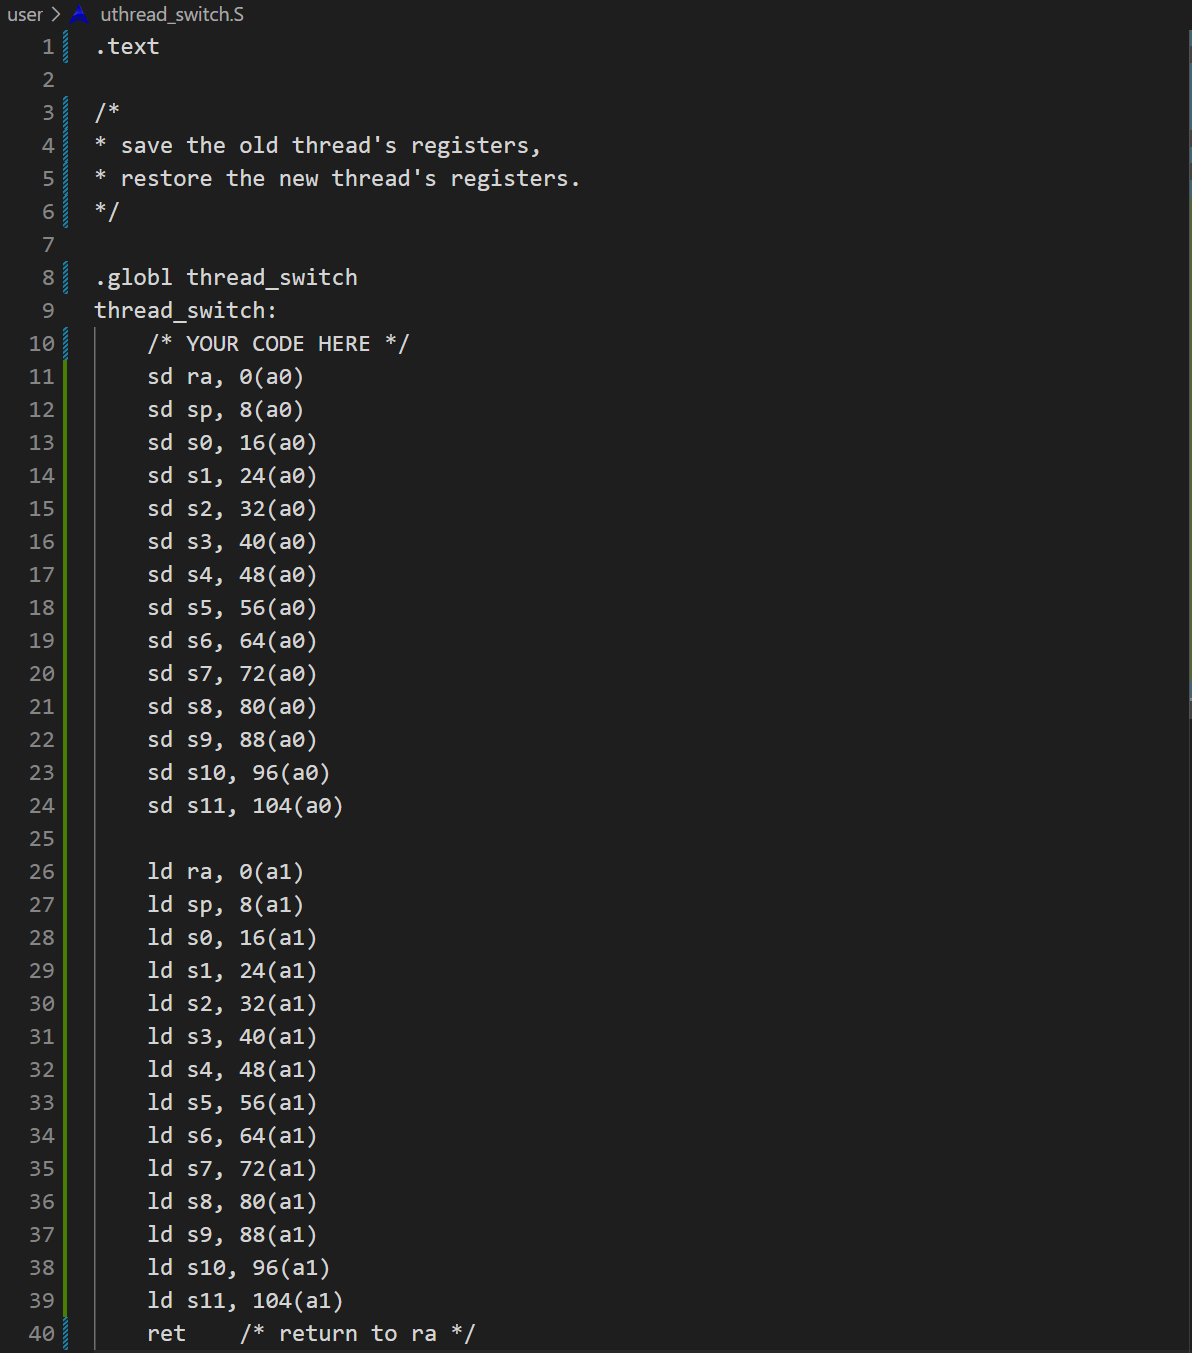 user > uthread_switch.S
1 .text
2
3 /*
4 * save the old thread's registers,
5 * restore the new thread's registers.
6 */
7
8 .globl thread_switch
9 thread_switch:
10 /* YOUR CODE HERE */
11 sd ra, 0(a0)
12 sd sp, 8(a0)
13 sd s0, 16(a0)
14 sd s1, 24(a0)
15 sd s2, 32(a0)
16 sd s3, 40(a0)
17 sd s4, 48(a0)
18 sd s5, 56(a0)
19 sd s6, 64(a0)
20 sd s7, 72(a0)
21 sd s8, 80(a0)
22 sd s9, 88(a0)
23 sd s10, 96(a0)
24 sd s11, 104(a0)
25
26 ld ra, 0(a1)
27 ld sp, 8(a1)
28 ld s0, 16(a1)
29 ld s1, 24(a1)
30 ld s2, 32(a1)
31 ld s3, 40(a1)
32 ld s4, 48(a1)
33 ld s5, 56(a1)
34 ld s6, 64(a1)
35 ld s7, 72(a1)
36 ld s8, 80(a1)
37 ld s9, 88(a1)
38 ld s10, 96(a1)
39 ld s11, 104(a1)
40 ret /* return to ra */